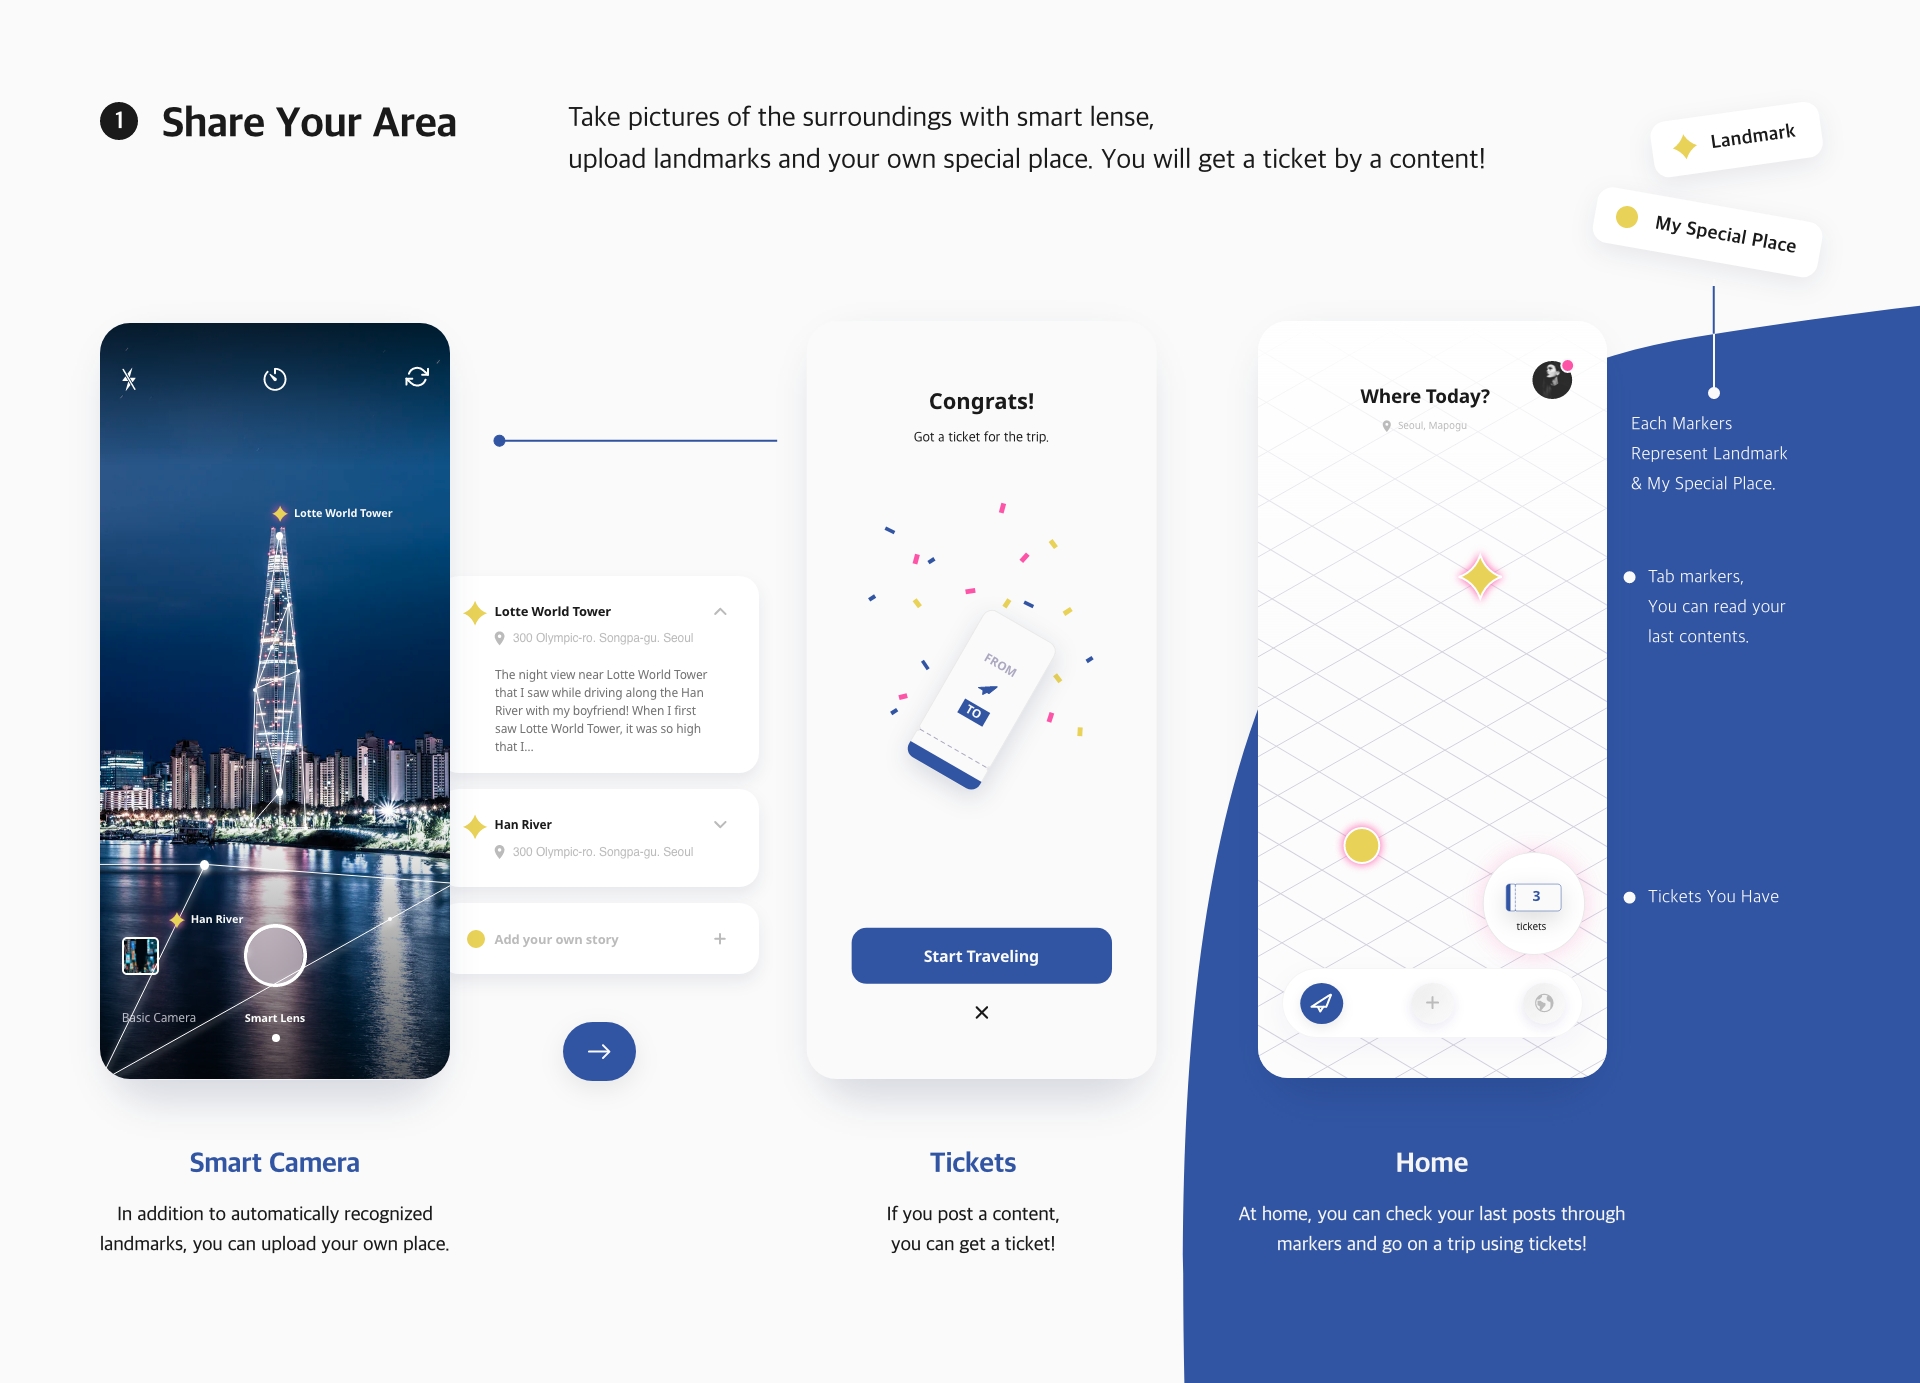 1 Share Your Area
Take pictures of the surroundings with smart lense,
upload landmarks and your own special place. You will get a ticket by a content!
Landmark
My Special Place
Lotte World Tower
Han River
Basic Camera
Smart Lens
Lotte World Tower
300 Olympic-ro. Songpa-gu. Seoul
The night view near Lotte World Tower
that I saw while driving along the Han
River with my boyfriend! When I first
saw Lotte World Tower, it was so high
that I...
Han River
300 Olympic-ro. Songpa-gu. Seoul
Add your own story
Congrats!
Got a ticket for the trip.
FROM
TO
Start Traveling
Where Today?
Seoul, Mapogu
3
tickets
Each Markers
Represent Landmark
& My Special Place.
Tab markers,
You can read your
last contents.
Tickets You Have
Smart Camera
In addition to automatically recognized
landmarks, you can upload your own place.
Tickets
If you post a content,
you can get a ticket!
Home
At home, you can check your last posts through
markers and go on a trip using tickets!